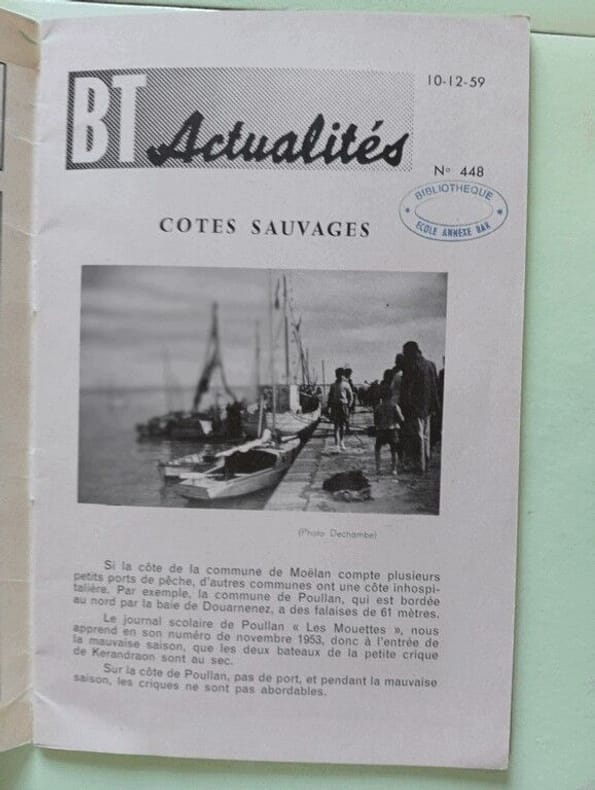 BT Actualités
10-12-59
N° 448
BIBLIOTHEQUE
ECOLE ANNEXE BAR
COTES SAUVAGES
(Photo Dechambe)
Si la côte de la commune de Moëlan compte plusieurs
petits ports de pêche, d'autres communes ont une côte inhospi-
talière. Par exemple, la commune de Poullan, qui est bordée
au nord par la baie de Douarnenez, a des falaises de 61 mètres.
Le journal scolaire de Poullan « Les Mouettes », nous
apprend en son numéro de novembre 1953, donc à l'entrée de
la mauvaise saison, que les deux bateaux de la petite crique
de Kerandraon sont au sec.
Sur la côte de Poullan, pas de port, et pendant la mauvaise
saison, les criques ne sont pas abordables.